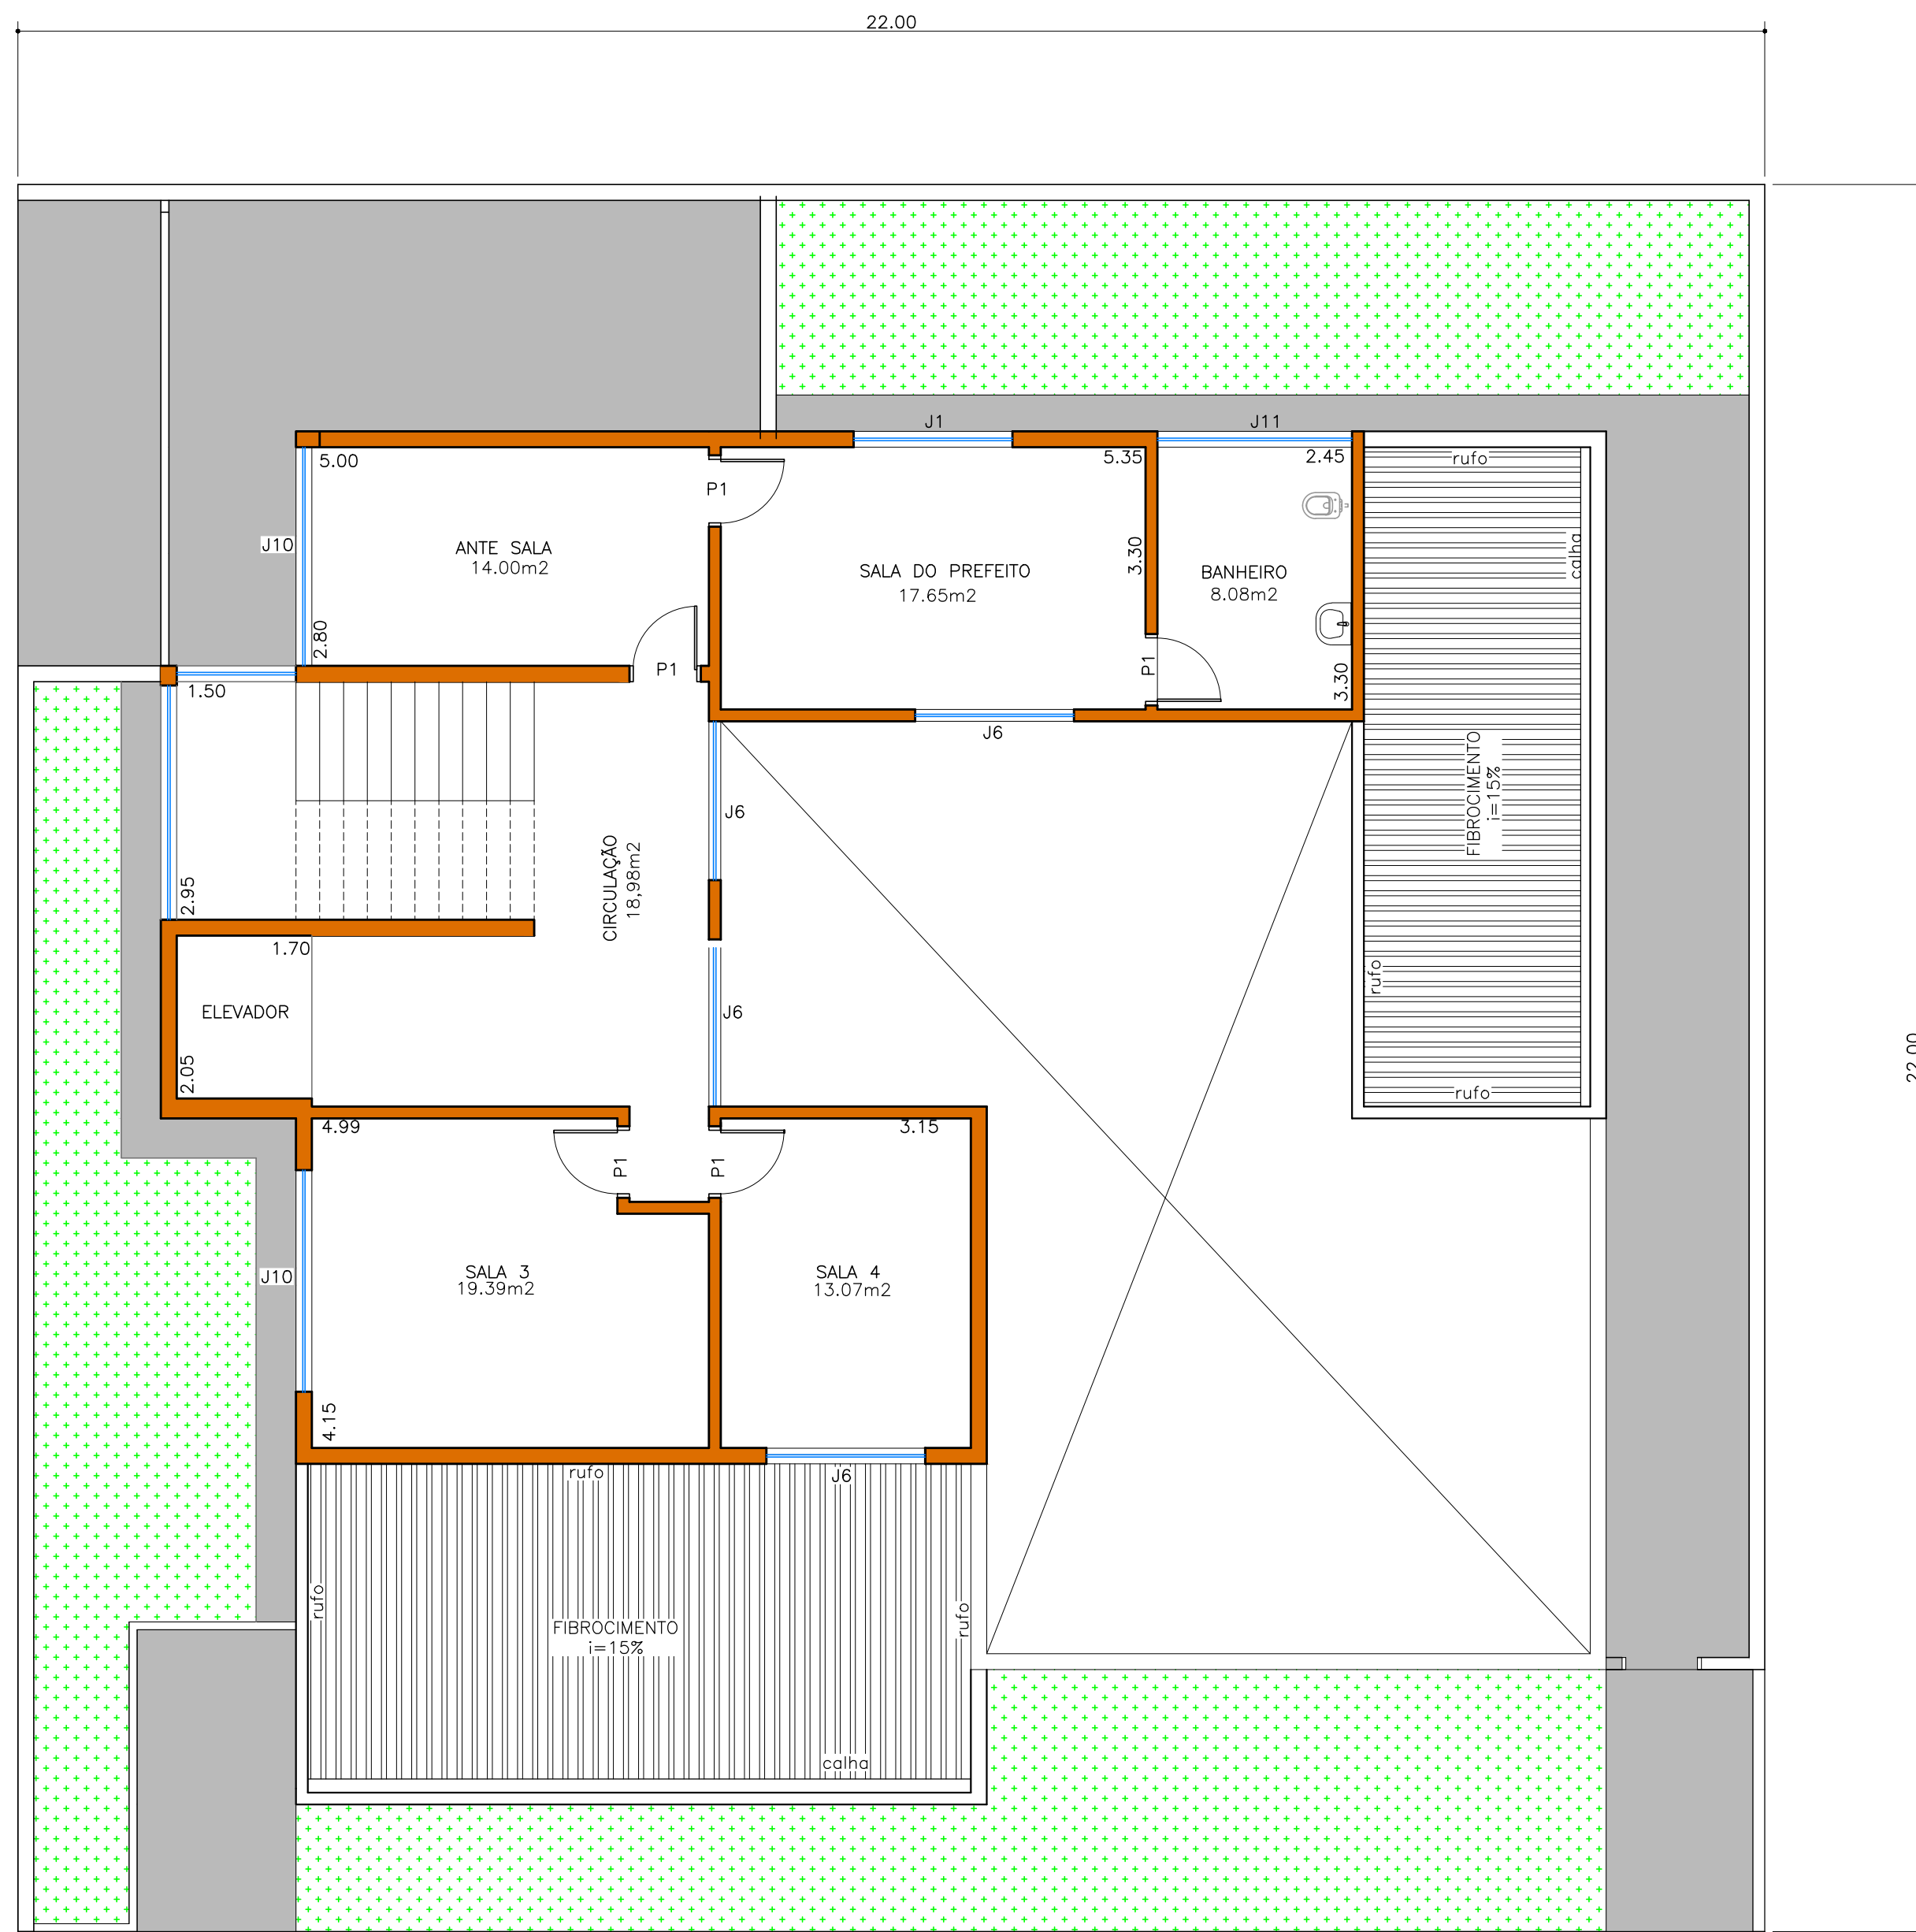 22.00
J1
J11
5.00
5.35
2.45
rufo
P1
J10
ANTE SALA
14.00m2
3.30
calha
SALA DO PREFEITO
17.65m2
BANHEIRO
8.08m2
2.80
P1
P1
3.30
1.50
J6
J6
FIBROCIMENTO
i=15%
CIRCULAÇÃO
18,98m2
2.95
1.70
rufo
ELEVADOR
J6
2.05
22.00
rufo
4.99
3.15
P1
P1
J10
SALA 3
19.39m2
SALA 4
13.07m2
4.15
rufo
J6
rufo
rufo
FIBROCIMENTO
i=15%
calha